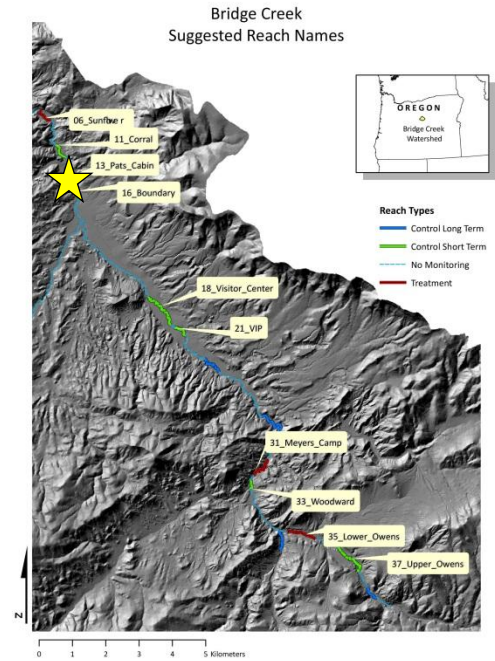 Bridge Creek
Suggested Reach Names
06_Sunflower
11_Corral
13_Pats_Cabin
16_Boundary
18_Visitor_Center
21_VIP
31_Meyers_Camp
33_Woodward
35_Lower_Owens
37_Upper_Owens
OREGON
Bridge Creek
Watershed
Reach Types
Control Long Term
Control Short Term
No Monitoring
Treatment
N
0 1 2 3 4 5 Kilometers